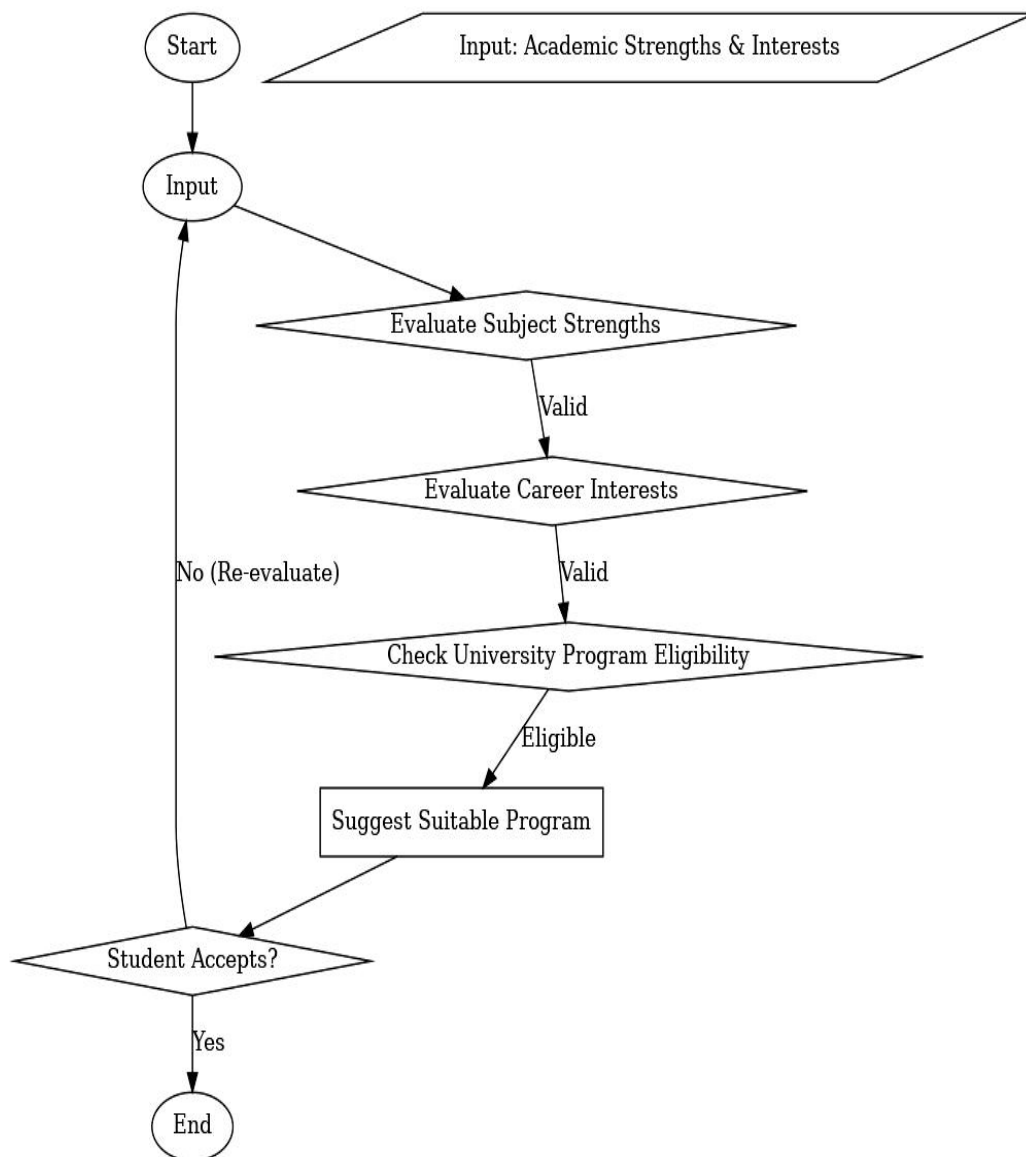 Start
Input: Academic Strengths & Interests
Input
Evaluate Subject Strengths
Valid
Evaluate Career Interests
No (Re-evaluate)
Valid
Check University Program Eligibility
Eligible
Suggest Suitable Program
Student Accepts?
Yes
End